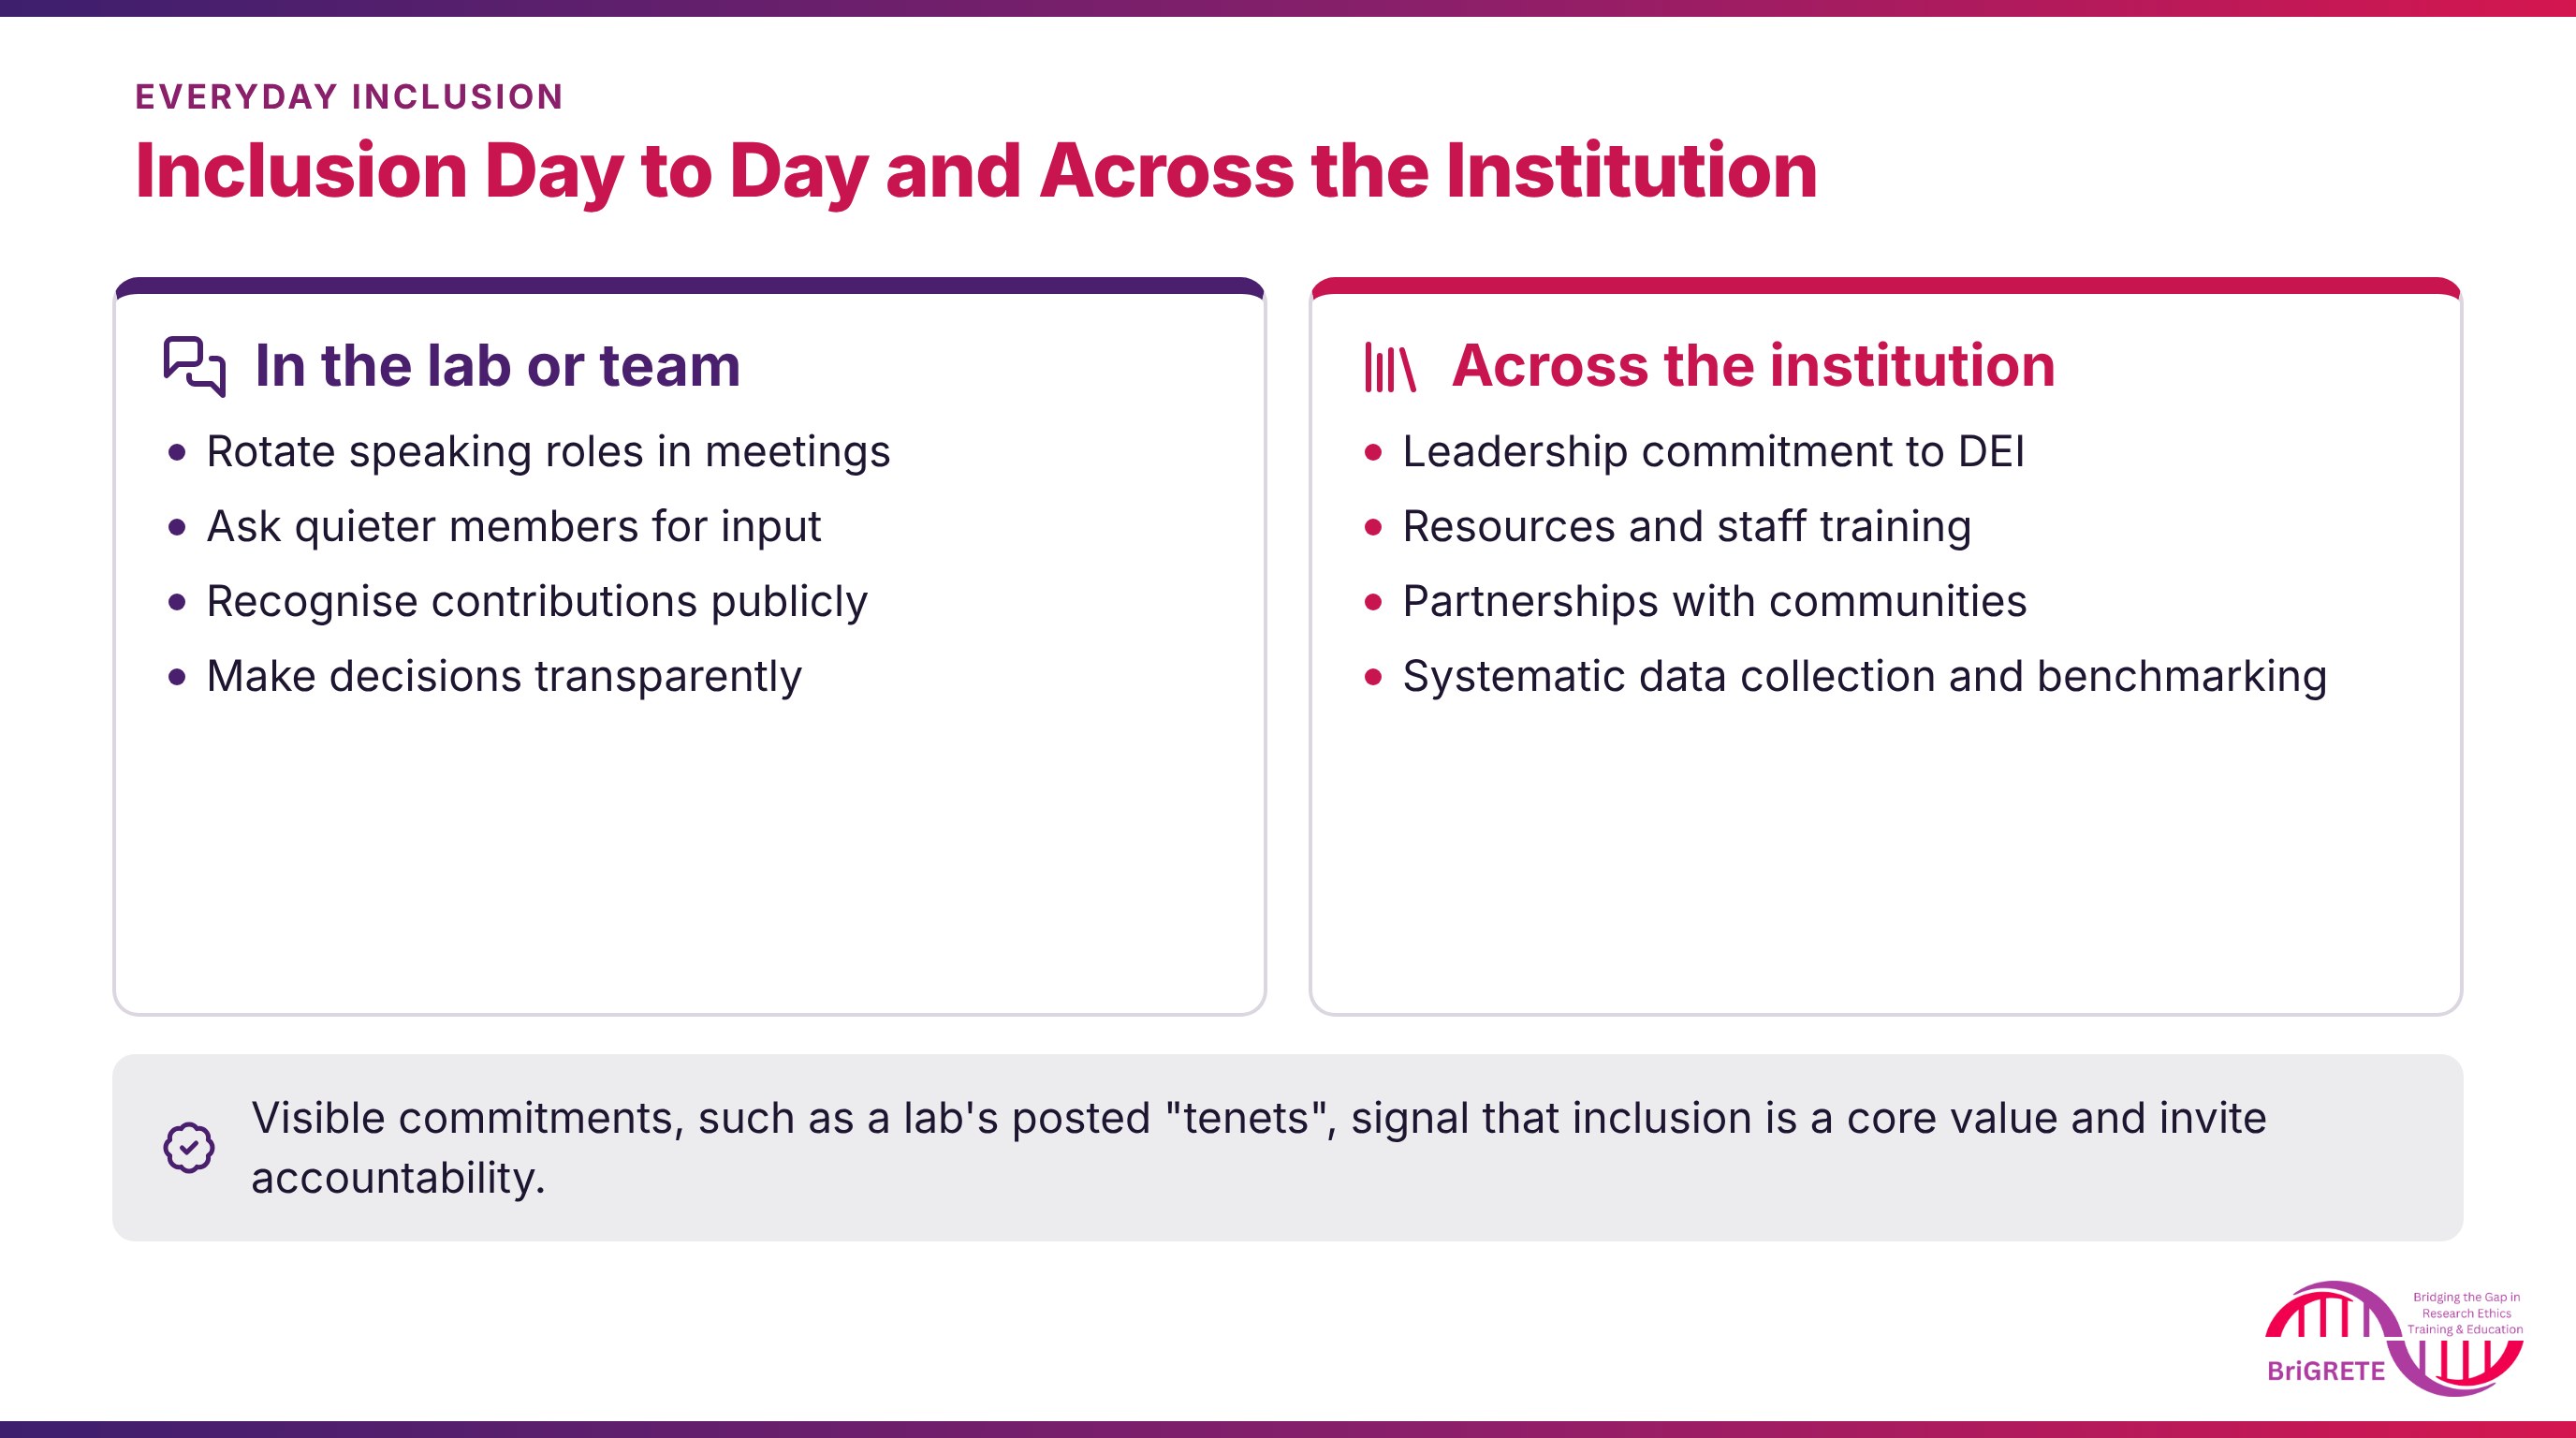 EVERYDAY INCLUSION
Inclusion Day to Day and Across the Institution
In the lab or team
Rotate speaking roles in meetings
Ask quieter members for input
Recognise contributions publicly
Make decisions transparently
Across the institution
Leadership commitment to DEI
Resources and staff training
Partnerships with communities
Systematic data collection and benchmarking
Visible commitments, such as a lab's posted "tenets", signal that inclusion is a core value and invite
accountability.
Bridging the Gap in
Research Ethics
Training & Education
BriGRETE